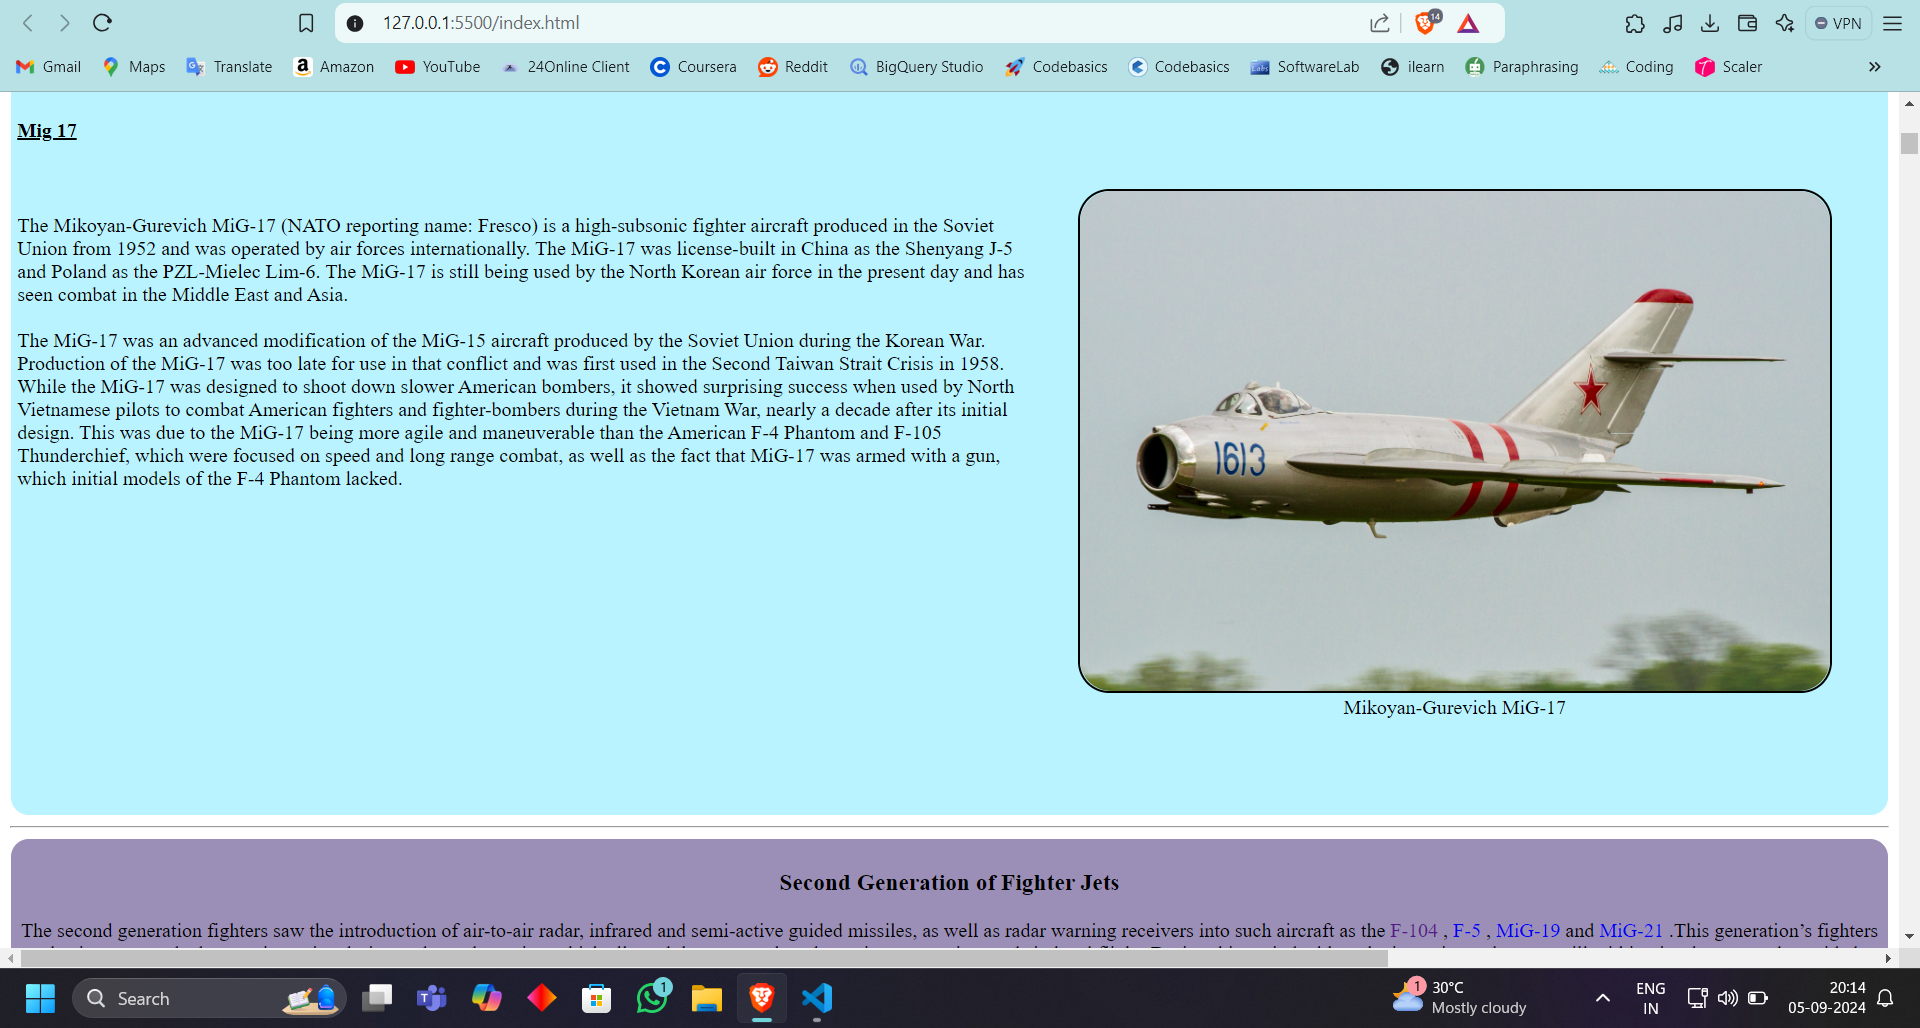 127.0.0.1:5500/index.html
14
VPN
Gmail Maps Translate Amazon YouTube 24Online Client Coursera Reddit BigQuery Studio Codebasics Codebasics SoftwareLab ilearn Paraphrasing Coding Scaler
Mig 17
The Mikoyan-Gurevich MiG-17 (NATO reporting name: Fresco) is a high-subsonic fighter aircraft produced in the Soviet
Union from 1952 and was operated by air forces internationally. The MiG-17 was license-built in China as the Shenyang J-5
and Poland as the PZL-Mielec Lim-6. The MiG-17 is still being used by the North Korean air force in the present day and has
seen combat in the Middle East and Asia.
The MiG-17 was an advanced modification of the MiG-15 aircraft produced by the Soviet Union during the Korean War.
Production of the MiG-17 was too late for use in that conflict and was first used in the Second Taiwan Strait Crisis in 1958.
While the MiG-17 was designed to shoot down slower American bombers, it showed surprising success when used by North
Vietnamese pilots to combat American fighters and fighter-bombers during the Vietnam War, nearly a decade after its initial
design. This was due to the MiG-17 being more agile and maneuverable than the American F-4 Phantom and F-105
Thunderchief, which were focused on speed and long range combat, as well as the fact that MiG-17 was armed with a gun,
which initial models of the F-4 Phantom lacked.
1613
Mikoyan-Gurevich MiG-17
Second Generation of Fighter Jets
The second generation fighters saw the introduction of air-to-air radar, infrared and semi-active guided missiles, as well as radar warning receivers into such aircraft as the F-104 , F-5 , MiG-19 and MiG-21 .This generation’s fighters
Search
1
1
30°C
Mostly cloudy
ENG
IN
20:14
05-09-2024